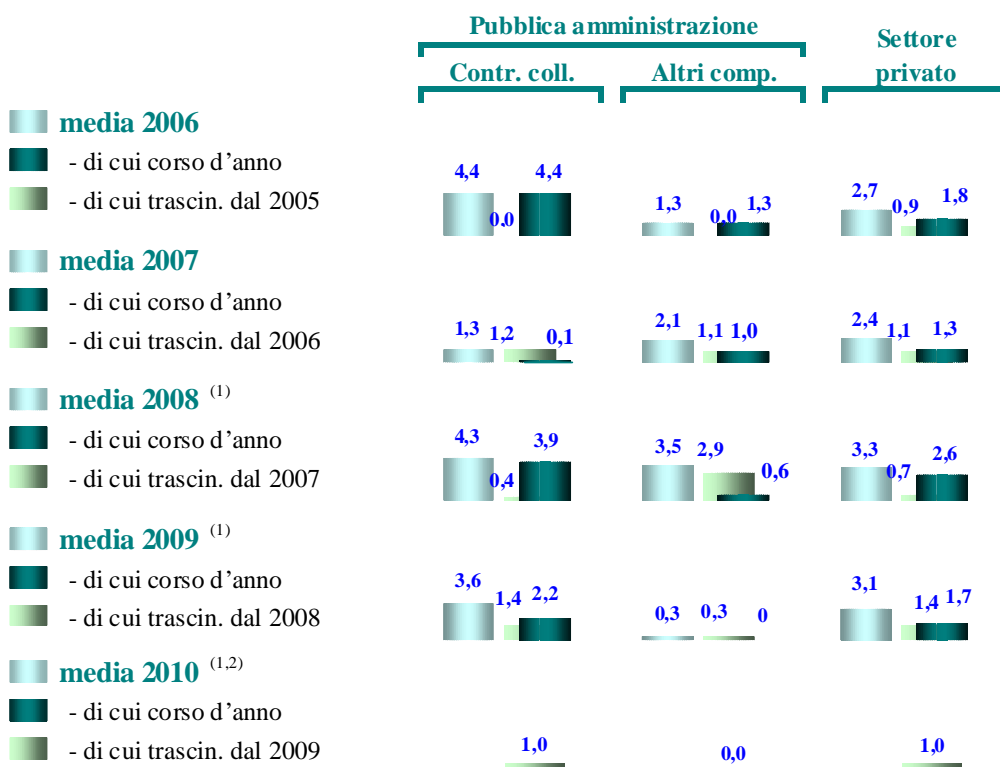 Pubblica amministrazione
Settore privato
Contr. coll.
Altri comp.
media 2006
- di cui corso d'anno
- di cui trascin. dal 2005
4,4
0,0
4,4
1,3
0,0
1,3
2,7
0,9
1,8
media 2007
- di cui corso d'anno
- di cui trascin. dal 2006
1,3
1,2
0,1
2,1
1,1
1,0
2,4
1,1
1,3
media 2008 (1)
- di cui corso d'anno
- di cui trascin. dal 2007
4,3
0,4
3,9
3,5
2,9
0,6
3,3
0,7
2,6
media 2009 (1)
- di cui corso d'anno
- di cui trascin. dal 2008
3,6
1,4
2,2
0,3
0,3
0
3,1
1,4
1,7
media 2010 (1,2)
- di cui corso d'anno
- di cui trascin. dal 2009
1,0
0,0
1,0